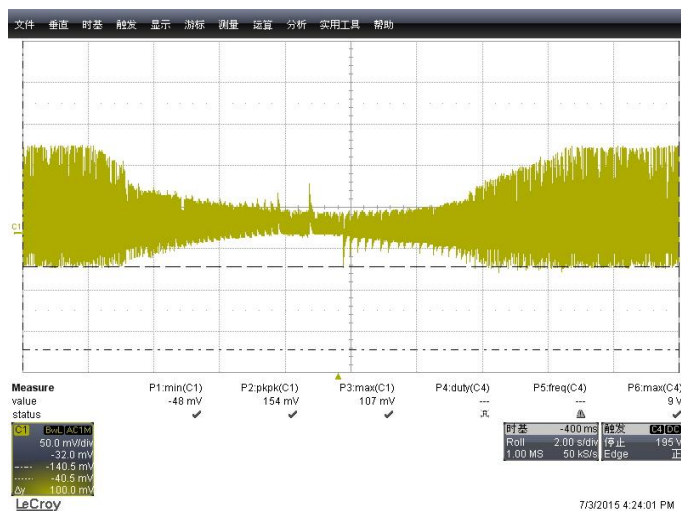 文件 垂直 时基 触发 显示 游标 测量 运算 分析 实用工具 帮助
C1
Measure P1:min(C1) P2:pkpk(C1) P3:max(C1) P4:duty(C4) P5:freq(C4) P6:max(C4)
value -48 mV 154 mV 107 mV --- --- 9 V
status
C1 BwL AC1M
50.0 mV/div
-32.0 mV
-140.5 mV
-40.5 mV
Δy 100.0 mV
时基 -400 ms
Roll 2.00 s/div
1.00 MS 50 kS/s
触发 C4 DC
停止 195 V
Edge 正
LeCroy
7/3/2015 4:24:01 PM